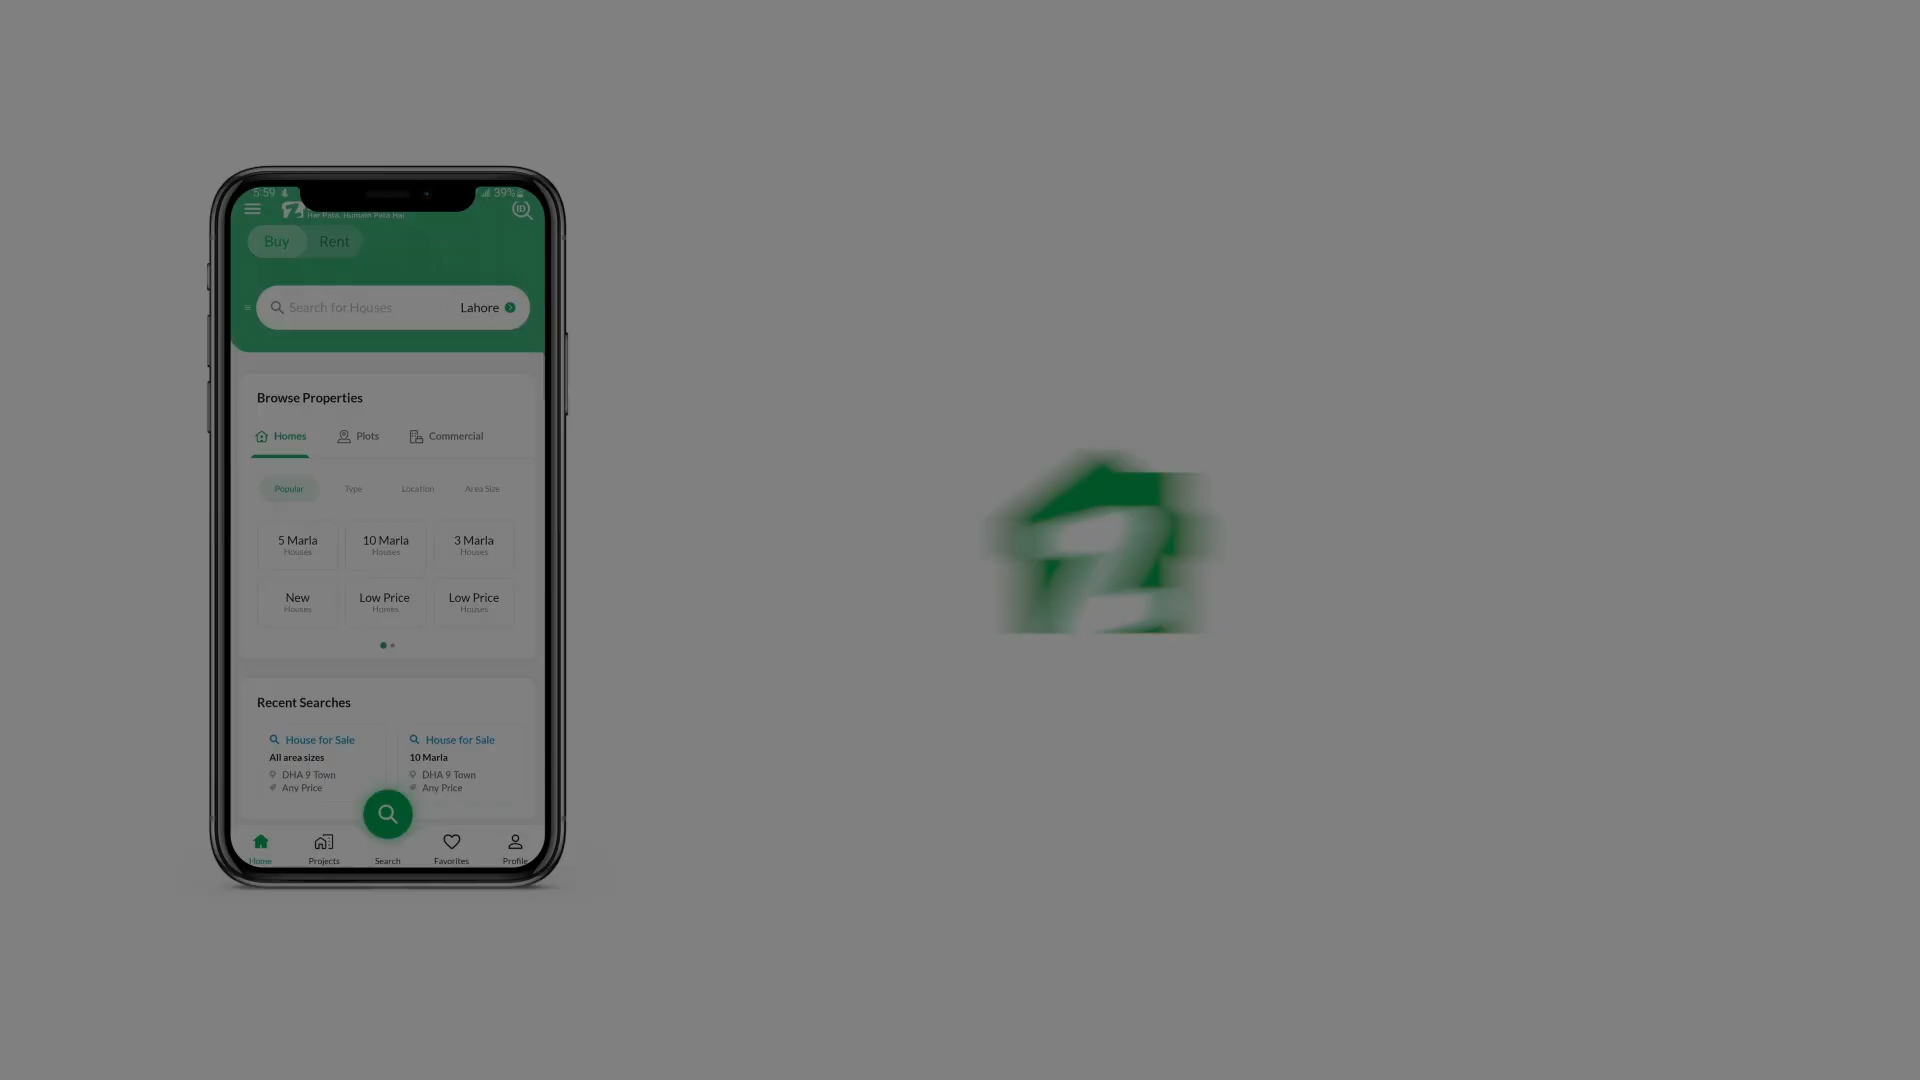 5:59
39%
Har Pata, Humain Pata Hai
Buy Rent
Search for Houses Lahore
Browse Properties
Homes Plots Commercial
Popular Type Location Area Size
5 Marla 10 Marla 3 Marla
Houses Houses Houses
New Low Price Low Price
Houses Homes Houses
Recent Searches
House for Sale House for Sale
All area sizes 10 Marla
DHA 9 Town DHA 9 Town
Any Price Any Price
Home Projects Search Favorites Profile